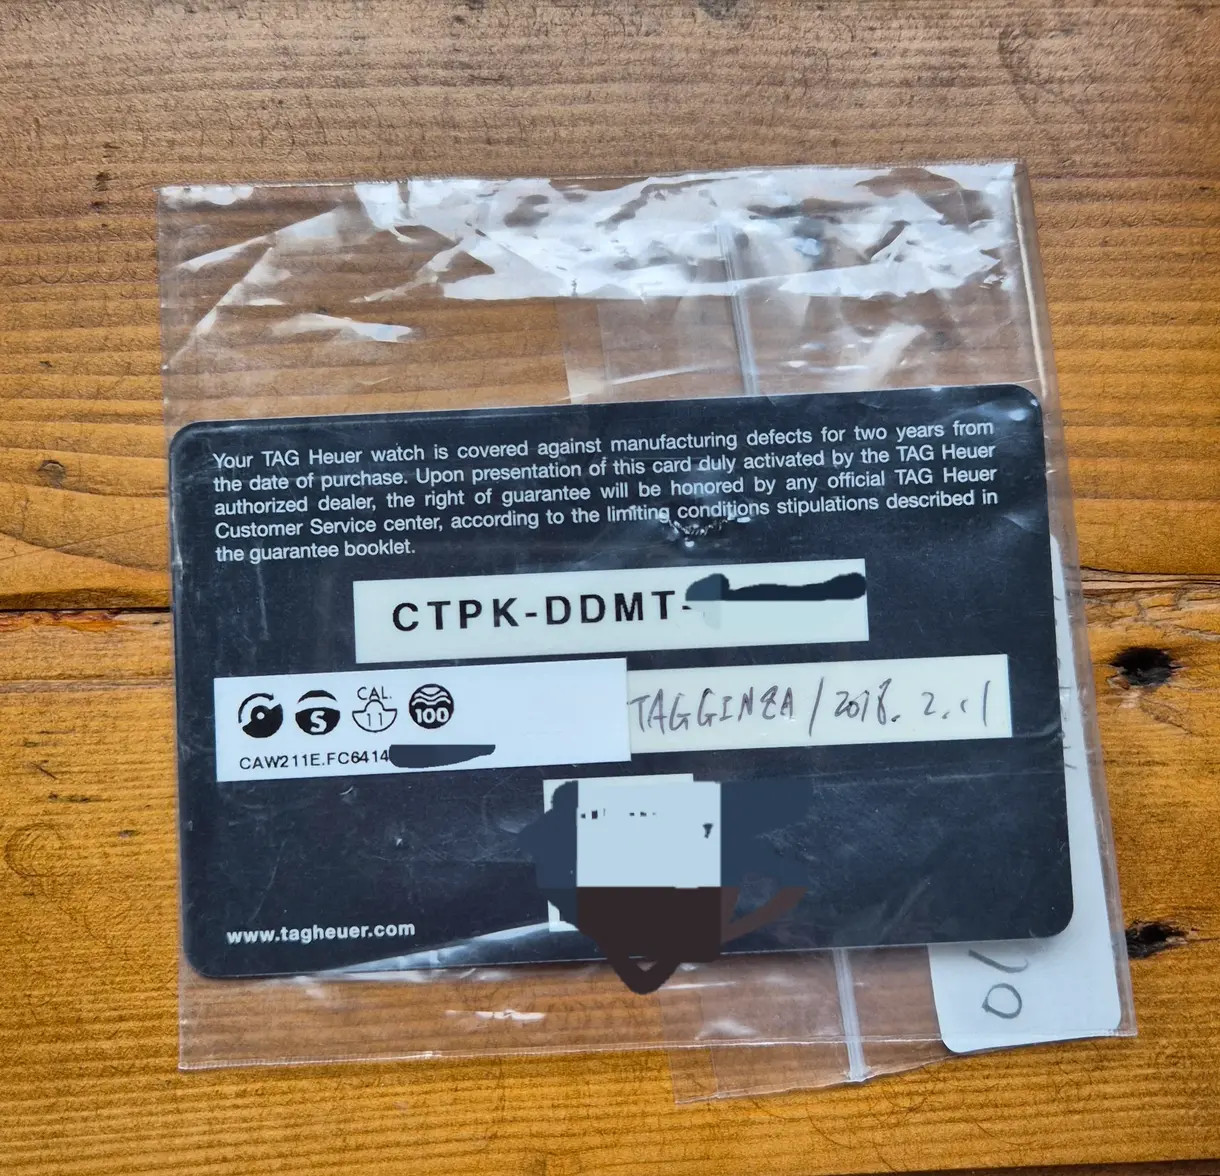 Your TAG Heuer watch is covered against manufacturing defects for two years from
the date of purchase. Upon presentation of this card duly activated by the TAG Heuer
authorized dealer, the right of guarantee will be honored by any official TAG Heuer
Customer Service center, according to the limiting conditions stipulations described in
the guarantee booklet.
CTPK-DDMT-
S
CAL.
11
100
TAGGINZA / 2018. 2. 11
CAW211E.FC6414
www.tagheuer.com